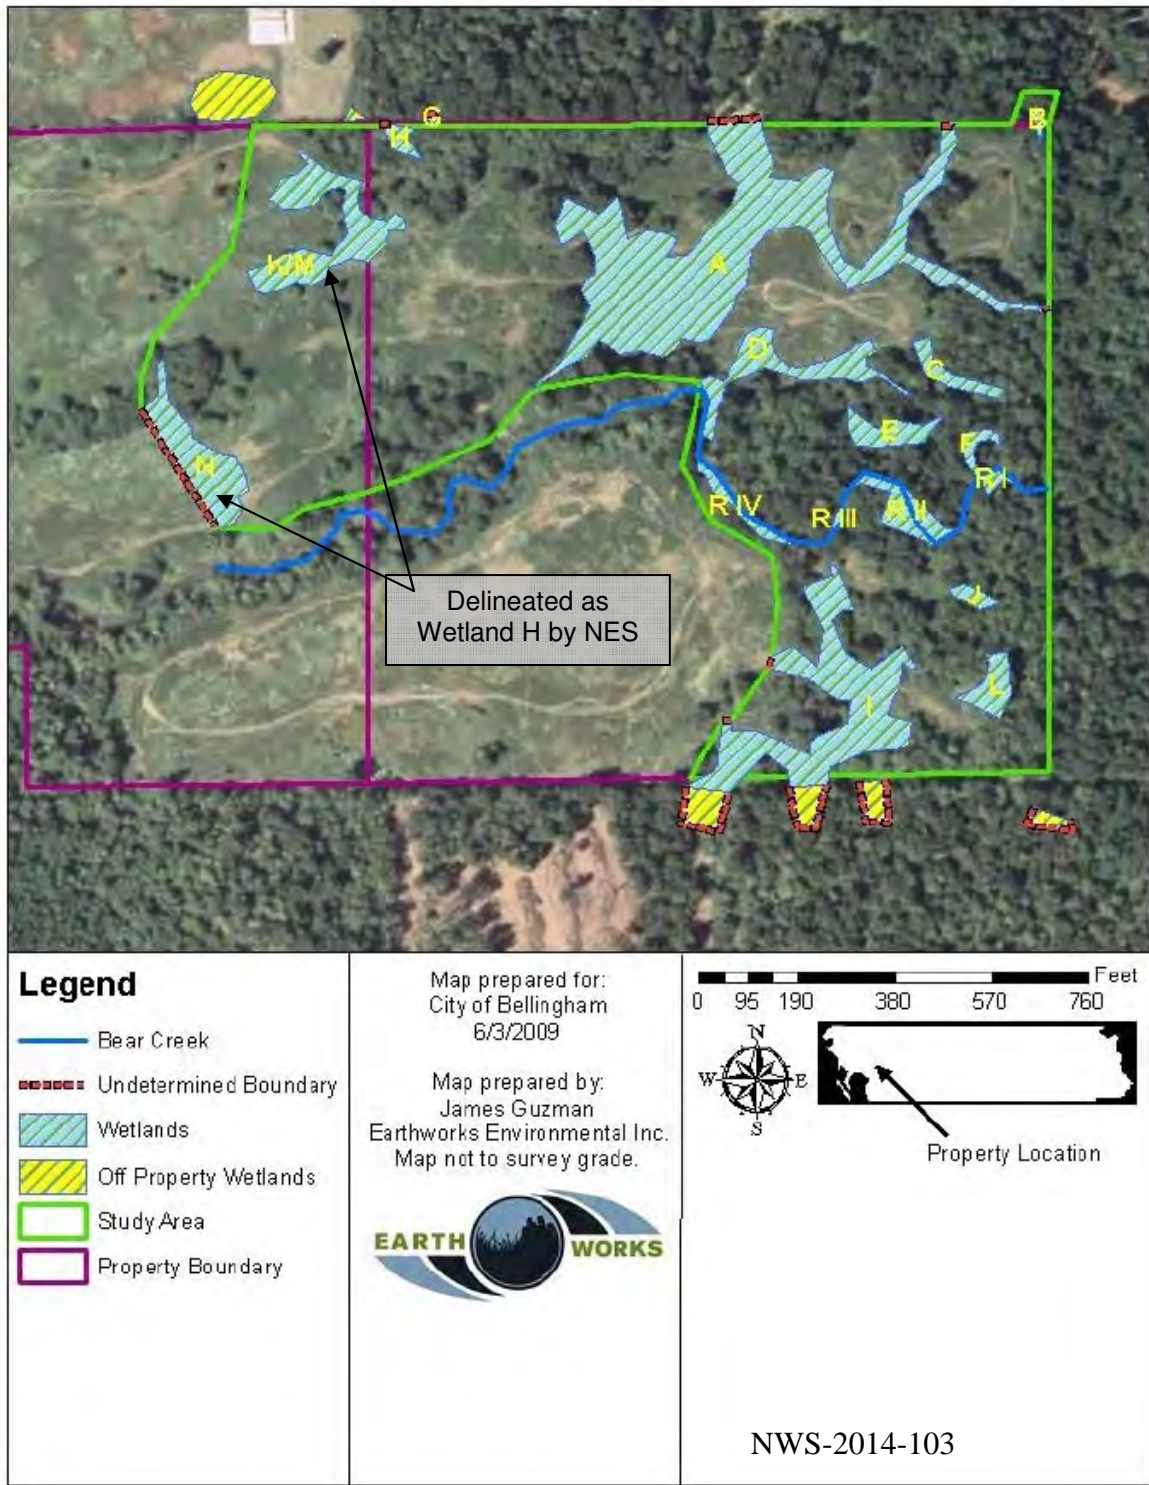 G
B
H
K/M
A
D
C
E
F
N
R I
R IV
R III
R II
J
Delineated as
Wetland H by NES
L
I
Legend
Bear Creek
Undetermined Boundary
Wetlands
Off Property Wetlands
Study Area
Property Boundary
Map prepared for:
City of Bellingham
6/3/2009
Map prepared by:
James Guzman
Earthworks Environmental Inc.
Map not to survey grade.
EARTH WORKS
Feet
0 95 190 380 570 760
N
W E
S
Property Location
NWS-2014-103